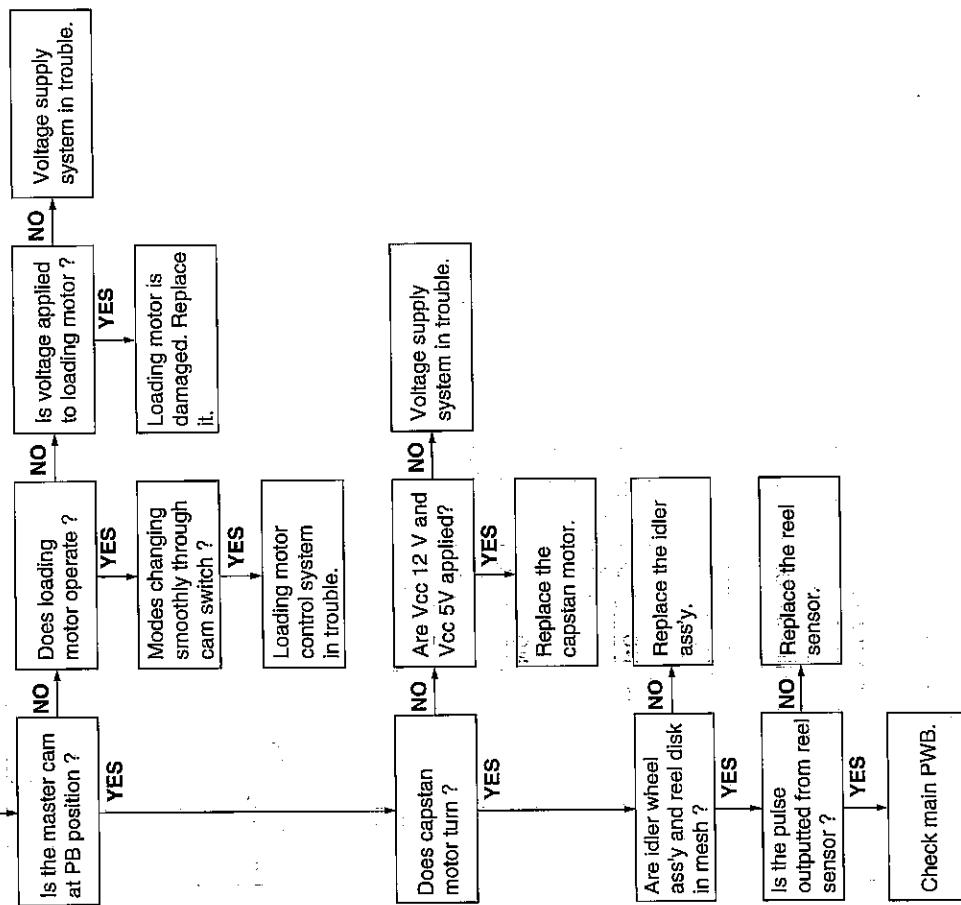 Is the master cam
at PB position ?
NO
Does loading
motor operate ?
NO
Is voltage applied
to loading motor ?
NO
Voltage supply
system in trouble.
YES
Loading motor is
damaged. Replace
it.
YES
Modes changing
smoothly through
cam switch ?
YES
Loading motor
control system
in trouble.
YES
Does capstan
motor turn ?
NO
Are Vcc 12 V and
Vcc 5V applied?
NO
Voltage supply
system in trouble.
YES
Replace the
capstan motor.
YES
Are idler wheel
ass'y and reel disk
in mesh ?
NO
Replace the idler
ass'y.
YES
Is the pulse
outputted from reel
sensor ?
NO
Replace the reel
sensor.
YES
Check main PWB.